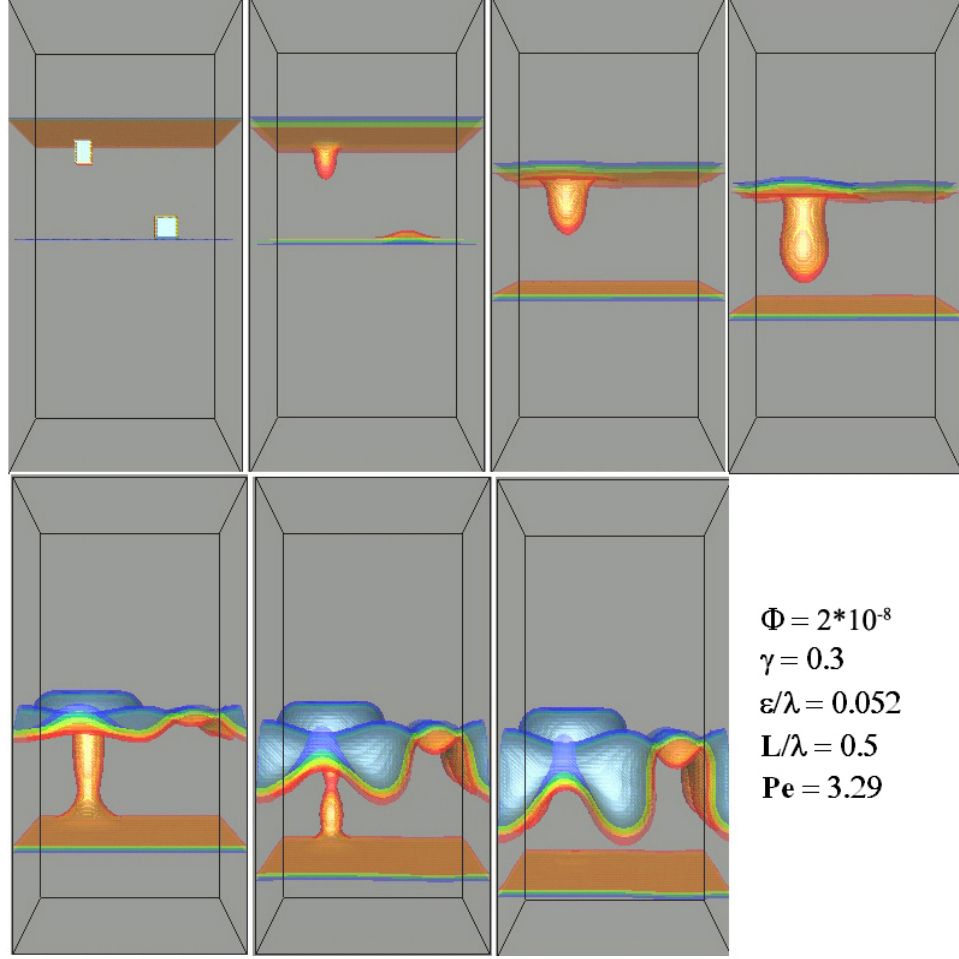 Φ = 2*10⁻⁸
γ = 0.3
ε/λ = 0.052
L/λ = 0.5
Pe = 3.29